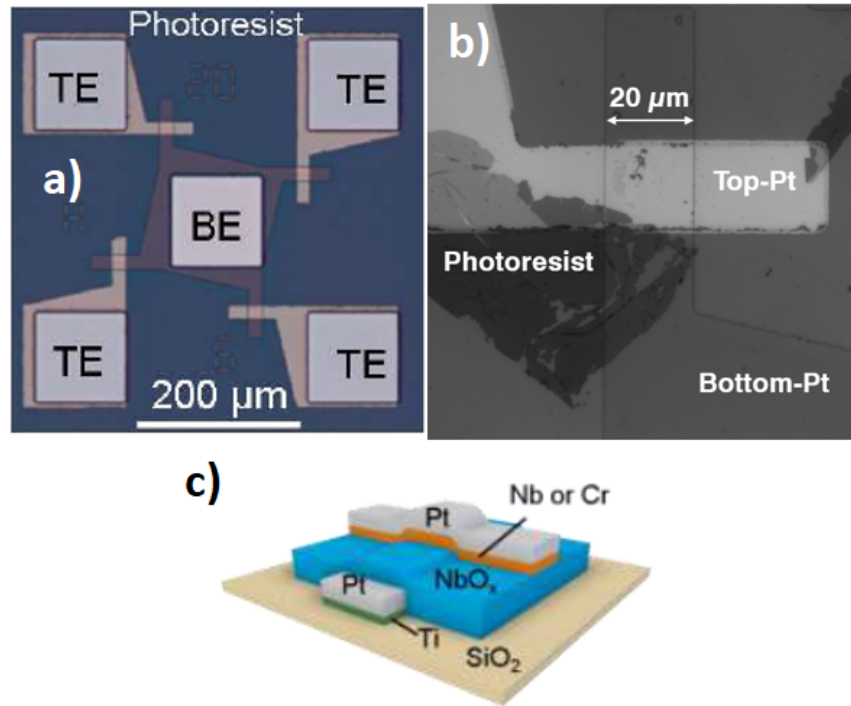 Photoresist
TE
20
TE
a)
BE
TE
TE
200 µm
b)
20 µm
Top-Pt
Photoresist
Bottom-Pt
c)
Nb or Cr
Pt
NbOₓ
Pt
Ti
SiO₂